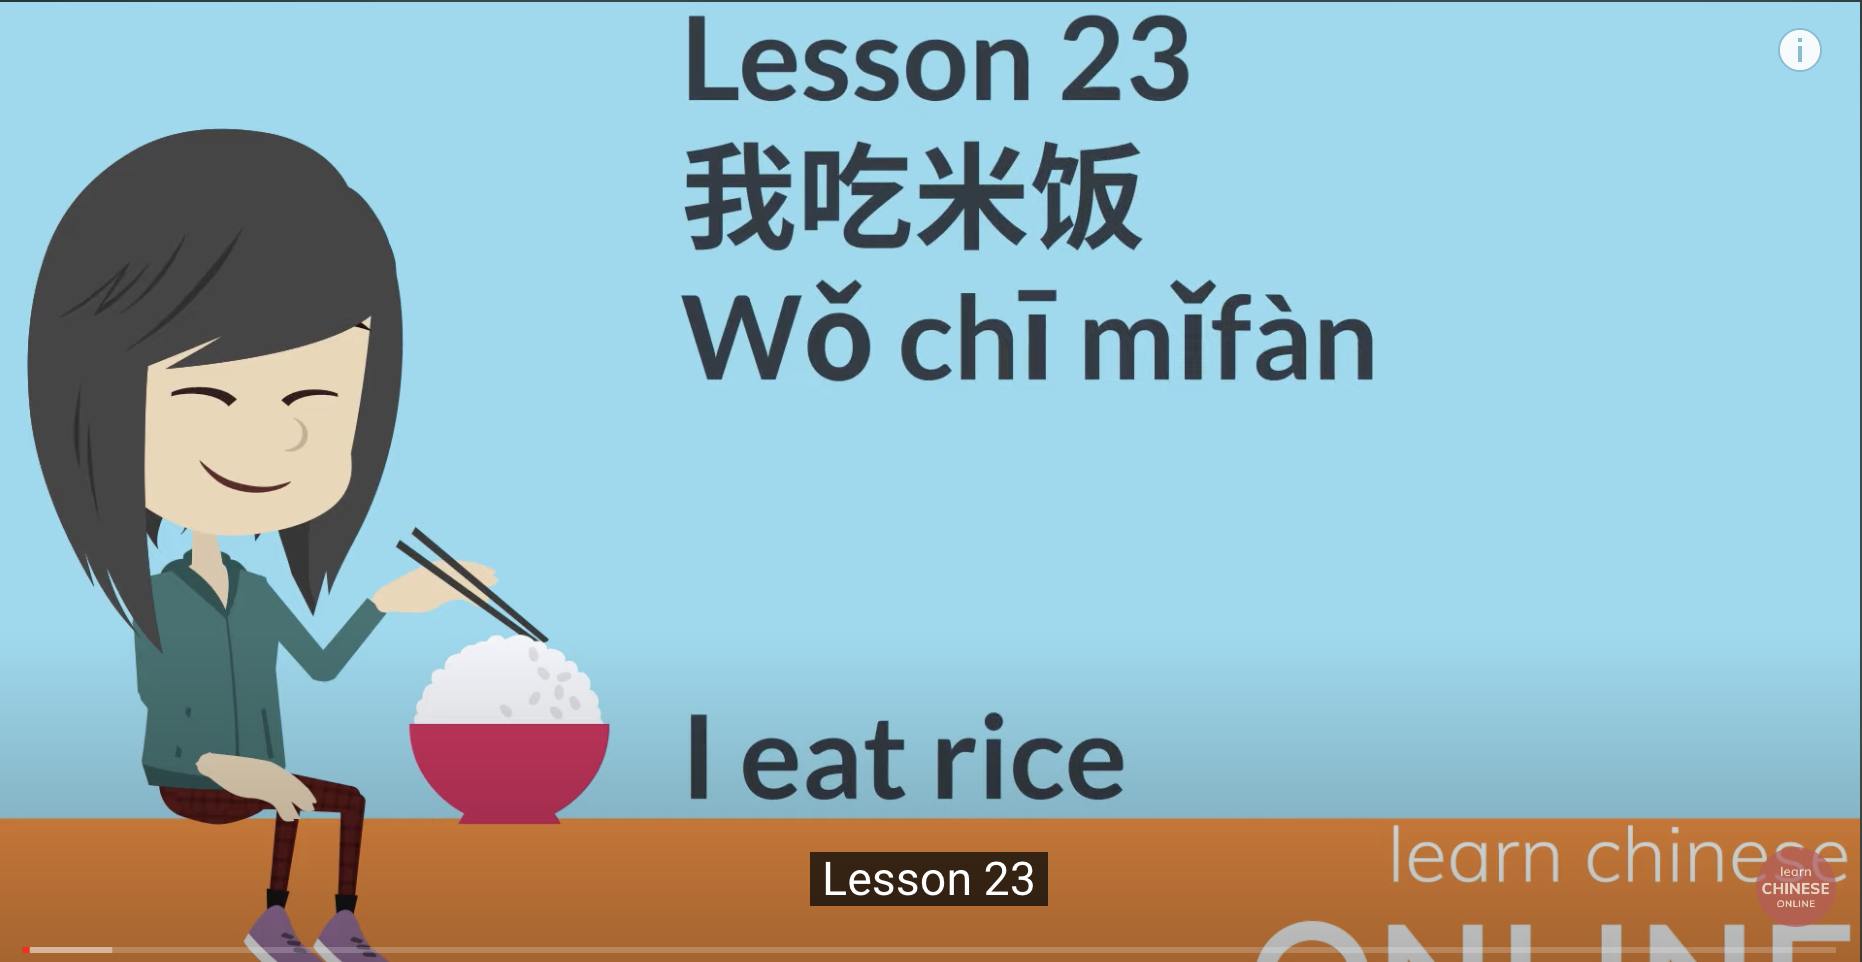 Lesson 23
我吃米饭
Wǒ chī mǐfàn
I eat rice
Lesson 23
learn chinese
ONLINE
learn
CHINESE
ONLINE